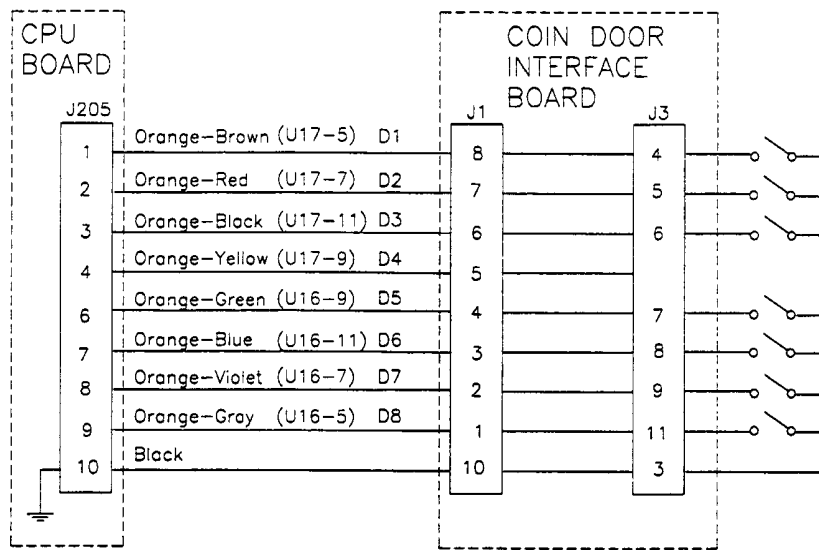 CPU
BOARD
COIN DOOR
INTERFACE
BOARD
J205
J1
J3
1 Orange-Brown (U17-5) D1 8 4
2 Orange-Red (U17-7) D2 7 5
3 Orange-Black (U17-11) D3 6 6
4 Orange-Yellow (U17-9) D4 5
6 Orange-Green (U16-9) D5 4 7
7 Orange-Blue (U16-11) D6 3 8
8 Orange-Violet (U16-7) D7 2 9
9 Orange-Gray (U16-5) D8 1 11
10 Black 10 3